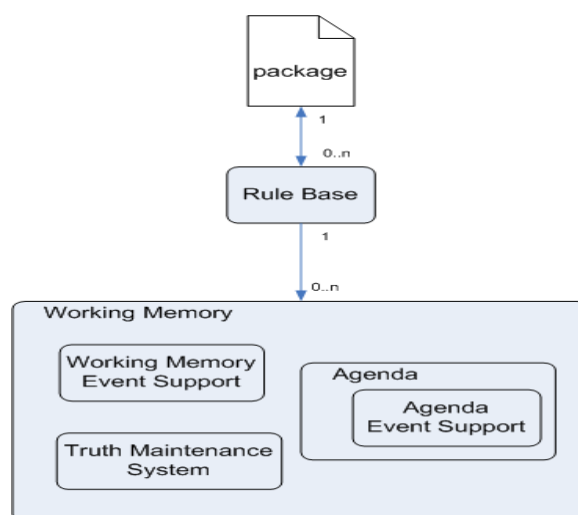 package
1
0..n
Rule Base
1
0..n
Working Memory
Working Memory
Event Support
Agenda
Agenda
Event Support
Truth Maintenance
System